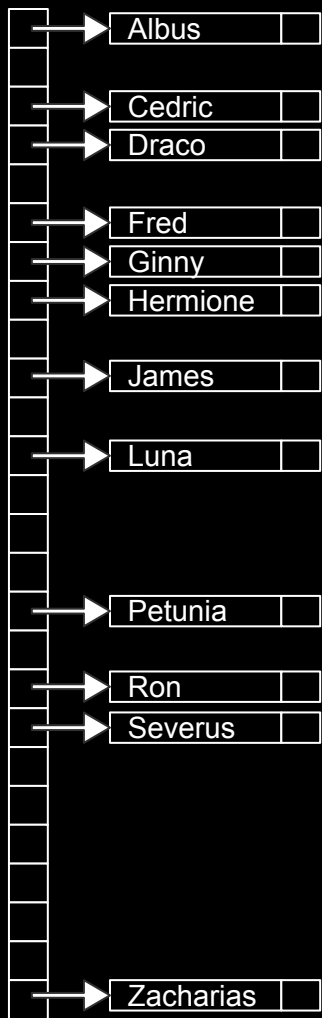 Albus
Cedric
Draco
Fred
Ginny
Hermione
James
Luna
Petunia
Ron
Severus
Zacharias